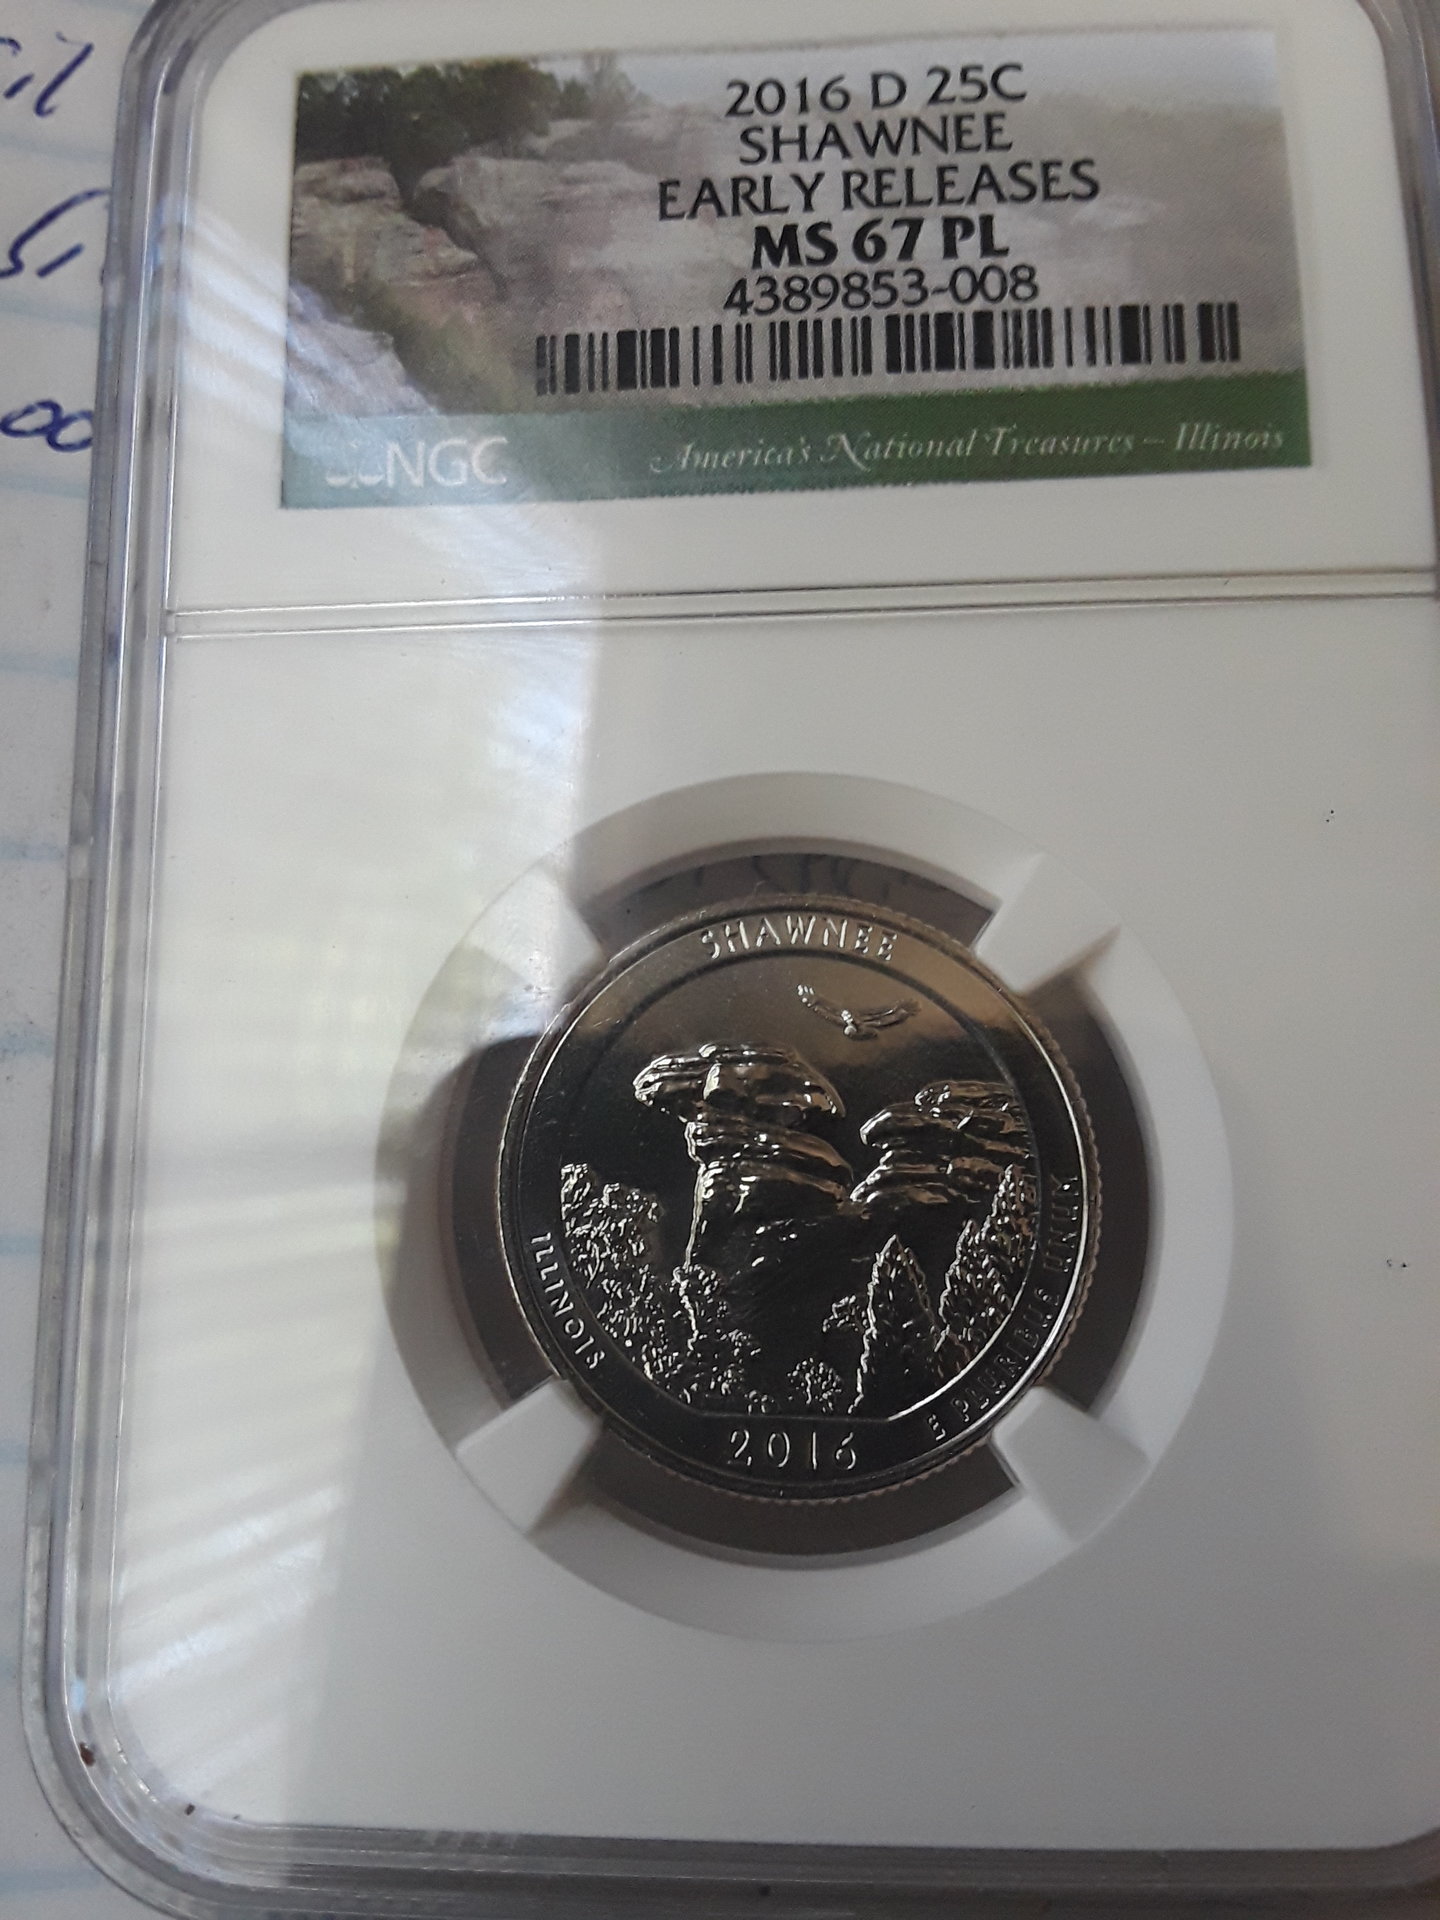 2016 D 25C
SHAWNEE
EARLY RELEASES
MS 67 PL
4389853-008
NGC
America's National Treasures – Illinois
SHAWNEE
ILLINOIS
E PLURIBUS UNUM
2016
00